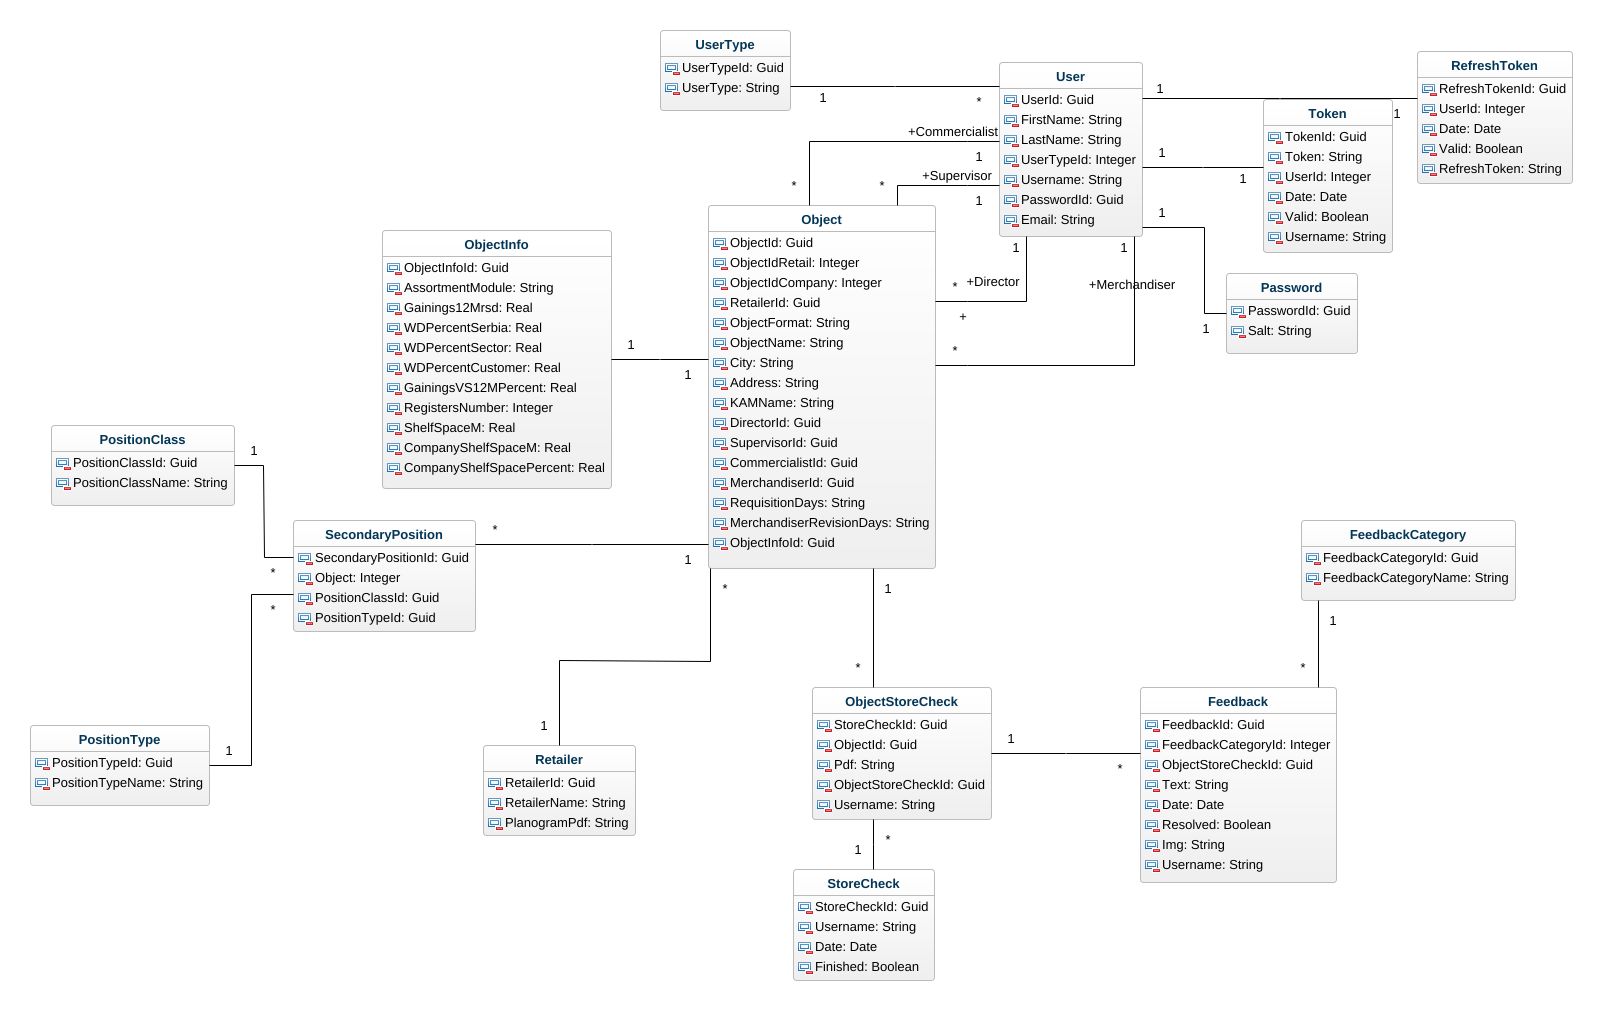 UserType
UserTypeId: Guid
UserType: String
1
*
User
UserId: Guid
FirstName: String
LastName: String
UserTypeId: Integer
Username: String
PasswordId: Guid
Email: String
1
1
RefreshToken
RefreshTokenId: Guid
UserId: Integer
Date: Date
Valid: Boolean
RefreshToken: String
1
1
Token
TokenId: Guid
Token: String
UserId: Integer
Date: Date
Valid: Boolean
Username: String
+Commercialist
1
*
+Supervisor
1
*
1
1
Password
PasswordId: Guid
Salt: String
1
+Director
*
+
1
+Merchandiser
*
Object
ObjectId: Guid
ObjectIdRetail: Integer
ObjectIdCompany: Integer
RetailerId: Guid
ObjectFormat: String
ObjectName: String
City: String
Address: String
KAMName: String
DirectorId: Guid
SupervisorId: Guid
CommercialistId: Guid
MerchandiserId: Guid
RequisitionDays: String
MerchandiserRevisionDays: String
ObjectInfoId: Guid
ObjectInfo
ObjectInfoId: Guid
AssortmentModule: String
Gainings12Mrsd: Real
WDPercentSerbia: Real
WDPercentSector: Real
WDPercentCustomer: Real
GainingsVS12MPercent: Real
RegistersNumber: Integer
ShelfSpaceM: Real
CompanyShelfSpaceM: Real
CompanyShelfSpacePercent: Real
1
1
PositionClass
PositionClassId: Guid
PositionClassName: String
1
*
SecondaryPosition
SecondaryPositionId: Guid
Object: Integer
PositionClassId: Guid
PositionTypeId: Guid
*
1
*
1
PositionType
PositionTypeId: Guid
PositionTypeName: String
*
1
Retailer
RetailerId: Guid
RetailerName: String
PlanogramPdf: String
1
*
ObjectStoreCheck
StoreCheckId: Guid
ObjectId: Guid
Pdf: String
ObjectStoreCheckId: Guid
Username: String
1
*
FeedbackCategory
FeedbackCategoryId: Guid
FeedbackCategoryName: String
1
*
Feedback
FeedbackId: Guid
FeedbackCategoryId: Integer
ObjectStoreCheckId: Guid
Text: String
Date: Date
Resolved: Boolean
Img: String
Username: String
*
1
StoreCheck
StoreCheckId: Guid
Username: String
Date: Date
Finished: Boolean